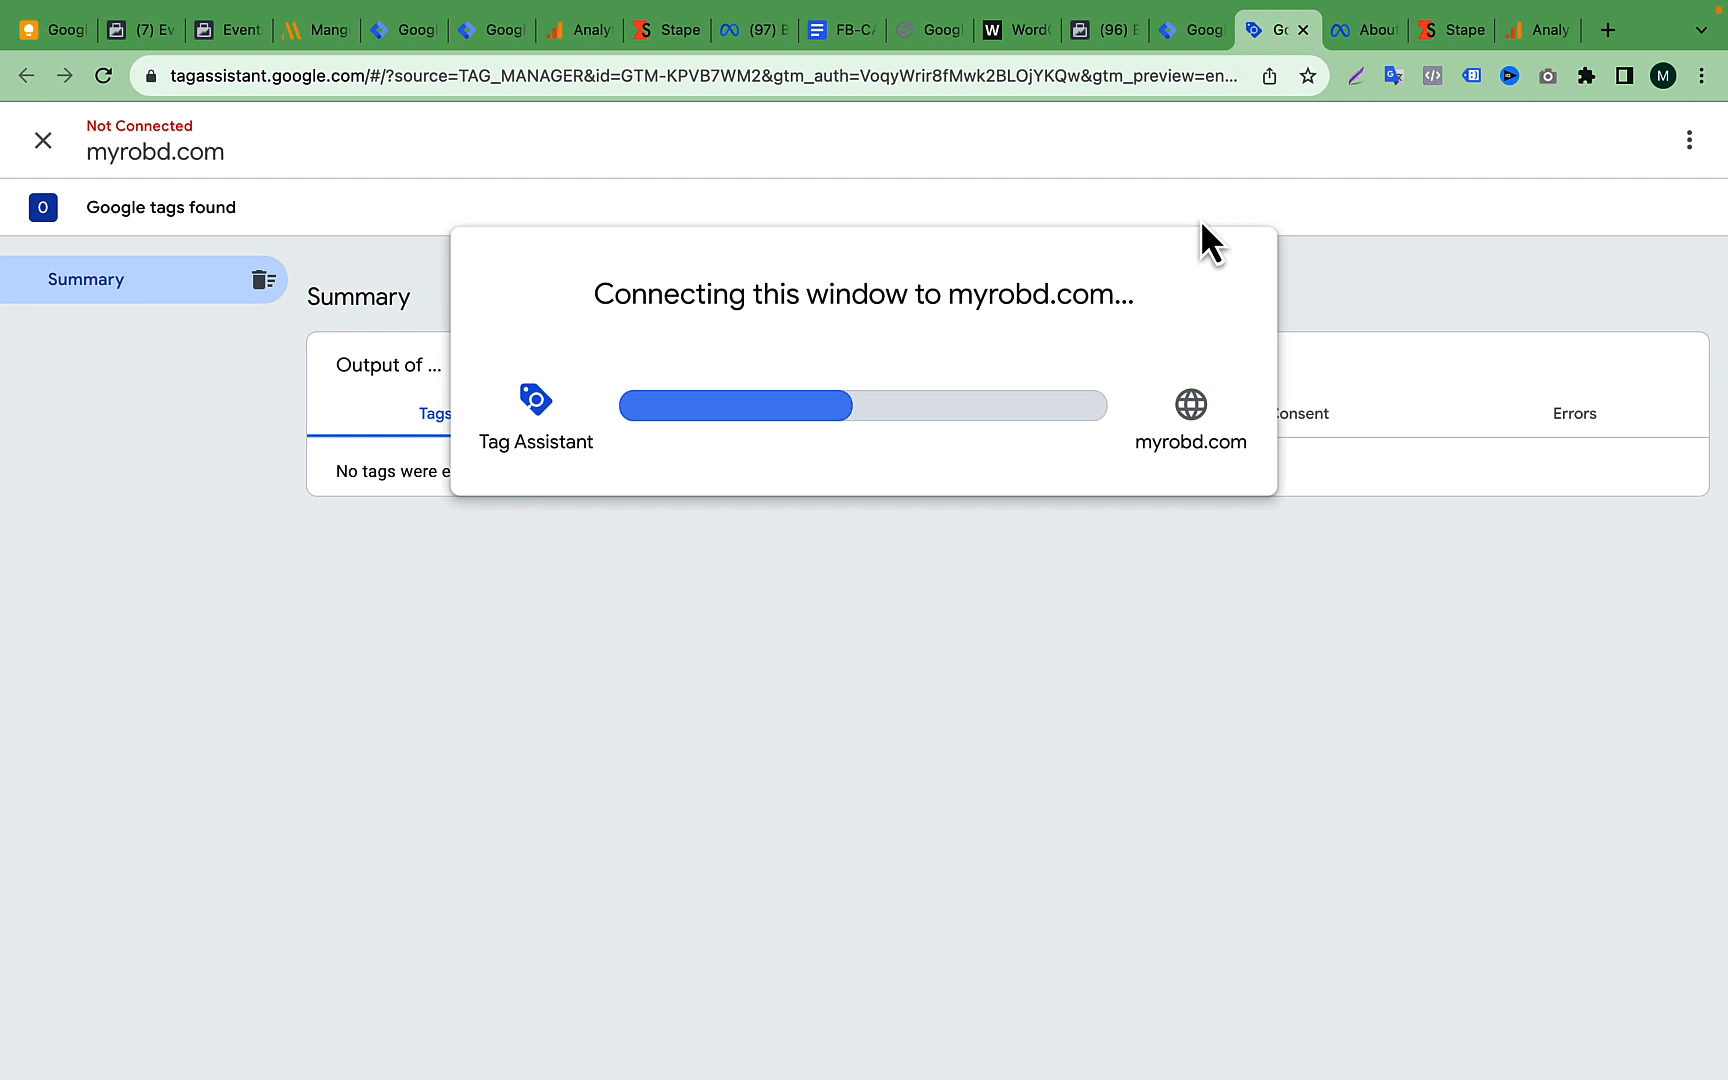 Googl
(7) Ev
Event
Mang
Googl
Googl
Analy
Stape
(97) E
FB-CA
Googl
Word
(96) E
Googl
Go
About
Stape
Analy
tagassistant.google.com/#/?source=TAG_MANAGER&id=GTM-KPVB7WM2&gtm_auth=VoqyWrir8fMwk2BLOjYKQw&gtm_preview=en...
M
Not Connected
myrobd.com
0 Google tags found
Summary
Summary
Output of ...
Tags
Consent
Errors
No tags were e
Connecting this window to myrobd.com...
Tag Assistant
myrobd.com